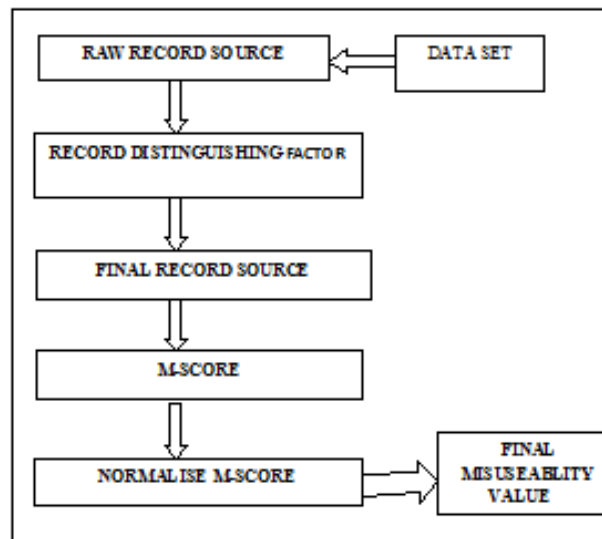 RAW RECORD SOURCE
DATA SET
RECORD DISTINGUISHING FACTOR
FINAL RECORD SOURCE
M-SCORE
NORMALISE M-SCORE
FINAL
MISUSEABLITY
VALUE